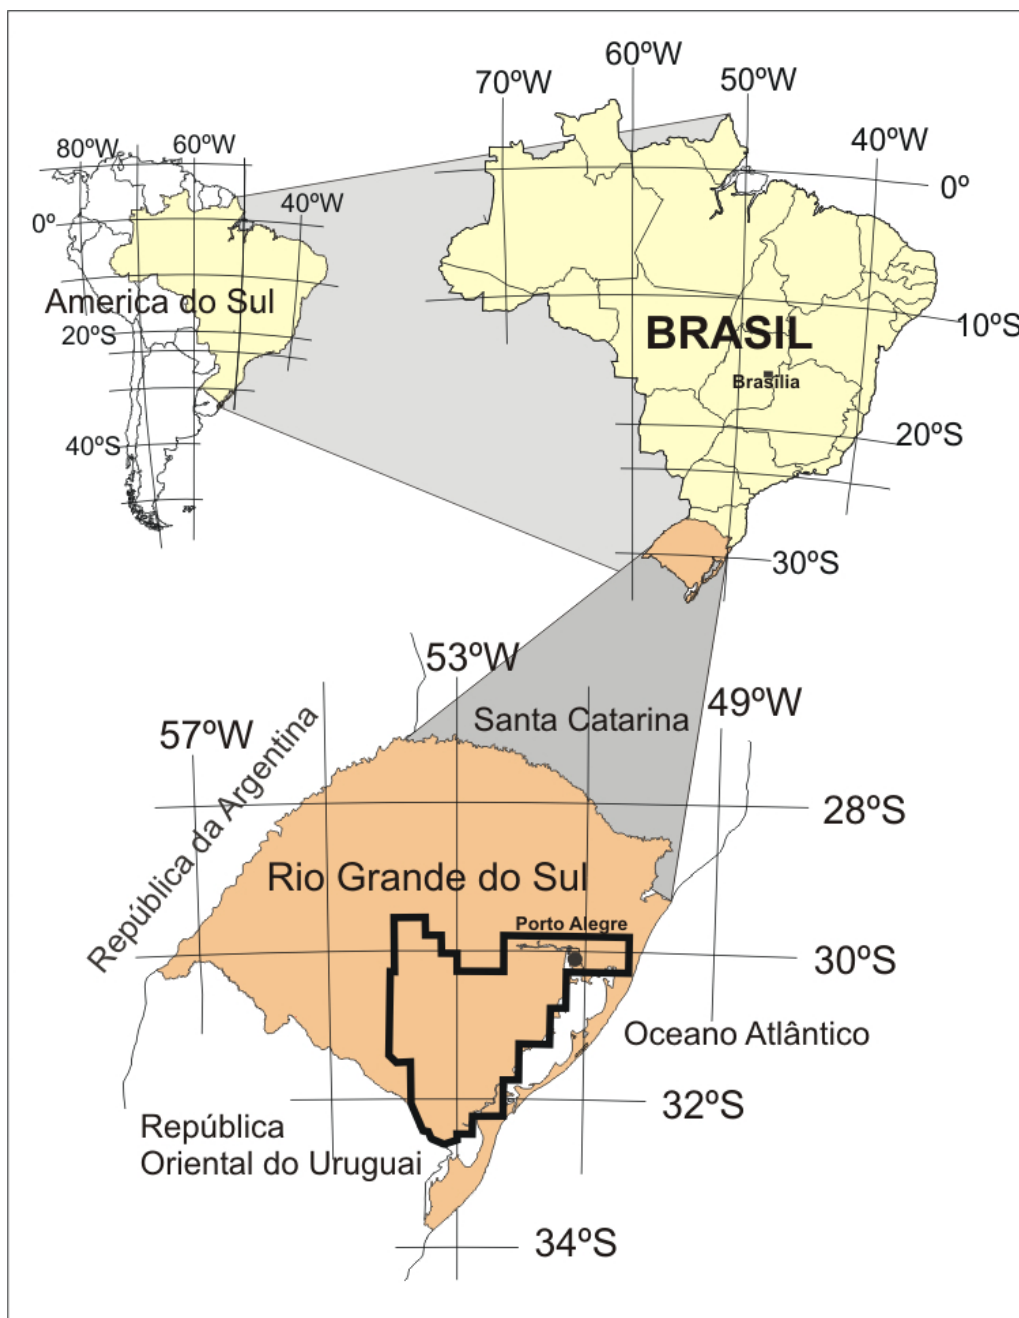 60ºW
50ºW
70ºW
40ºW
80ºW
60ºW
0º
40ºW
0º
America do Sul
10ºS
20ºS
BRASIL
Brasília
20ºS
40ºS
30ºS
53ºW
49ºW
Santa Catarina
57ºW
República da Argentina
28ºS
Rio Grande do Sul
Porto Alegre
30ºS
Oceano Atlântico
32ºS
República
Oriental do Uruguai
34ºS